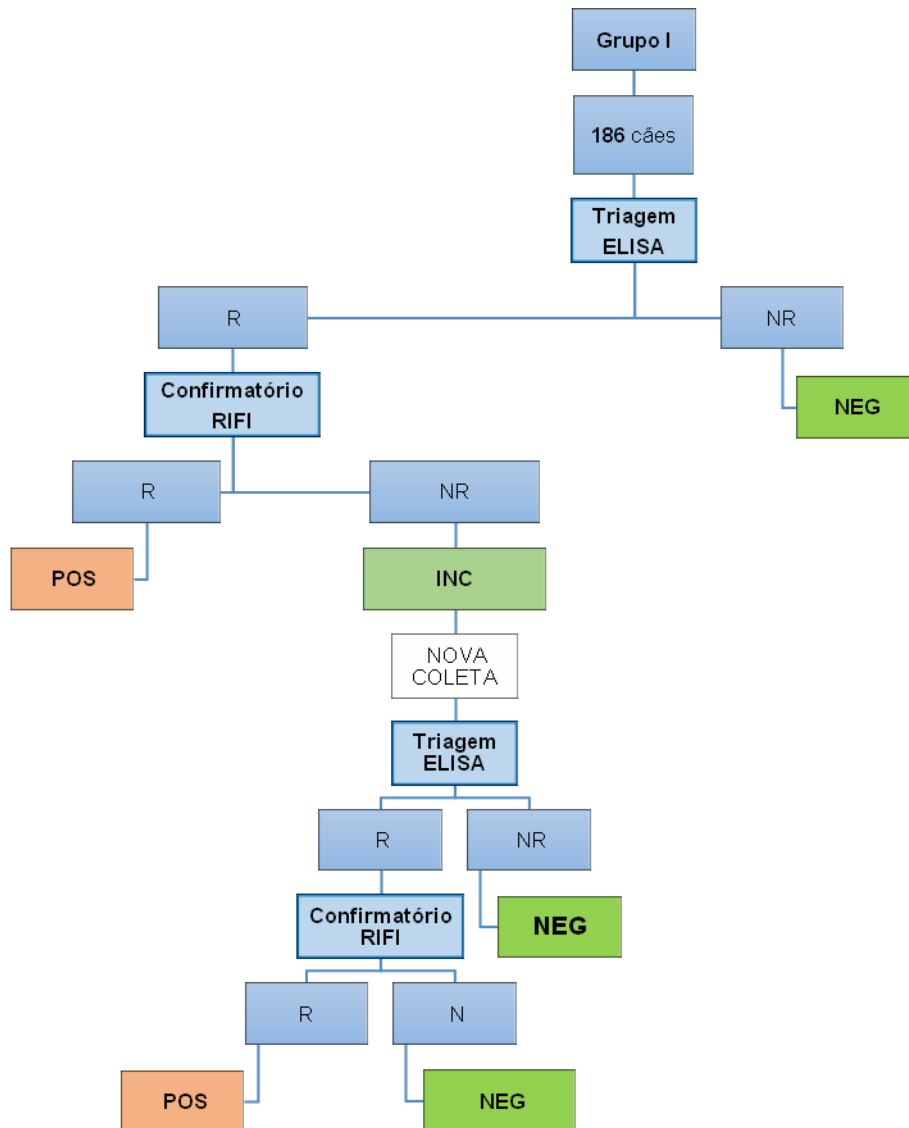 Grupo I
186 cães
Triagem
ELISA
R
NR
Confirmatório
RIFI
NEG
R
NR
POS
INC
NOVA
COLETA
Triagem
ELISA
R
NR
Confirmatório
RIFI
NEG
R
N
POS
NEG